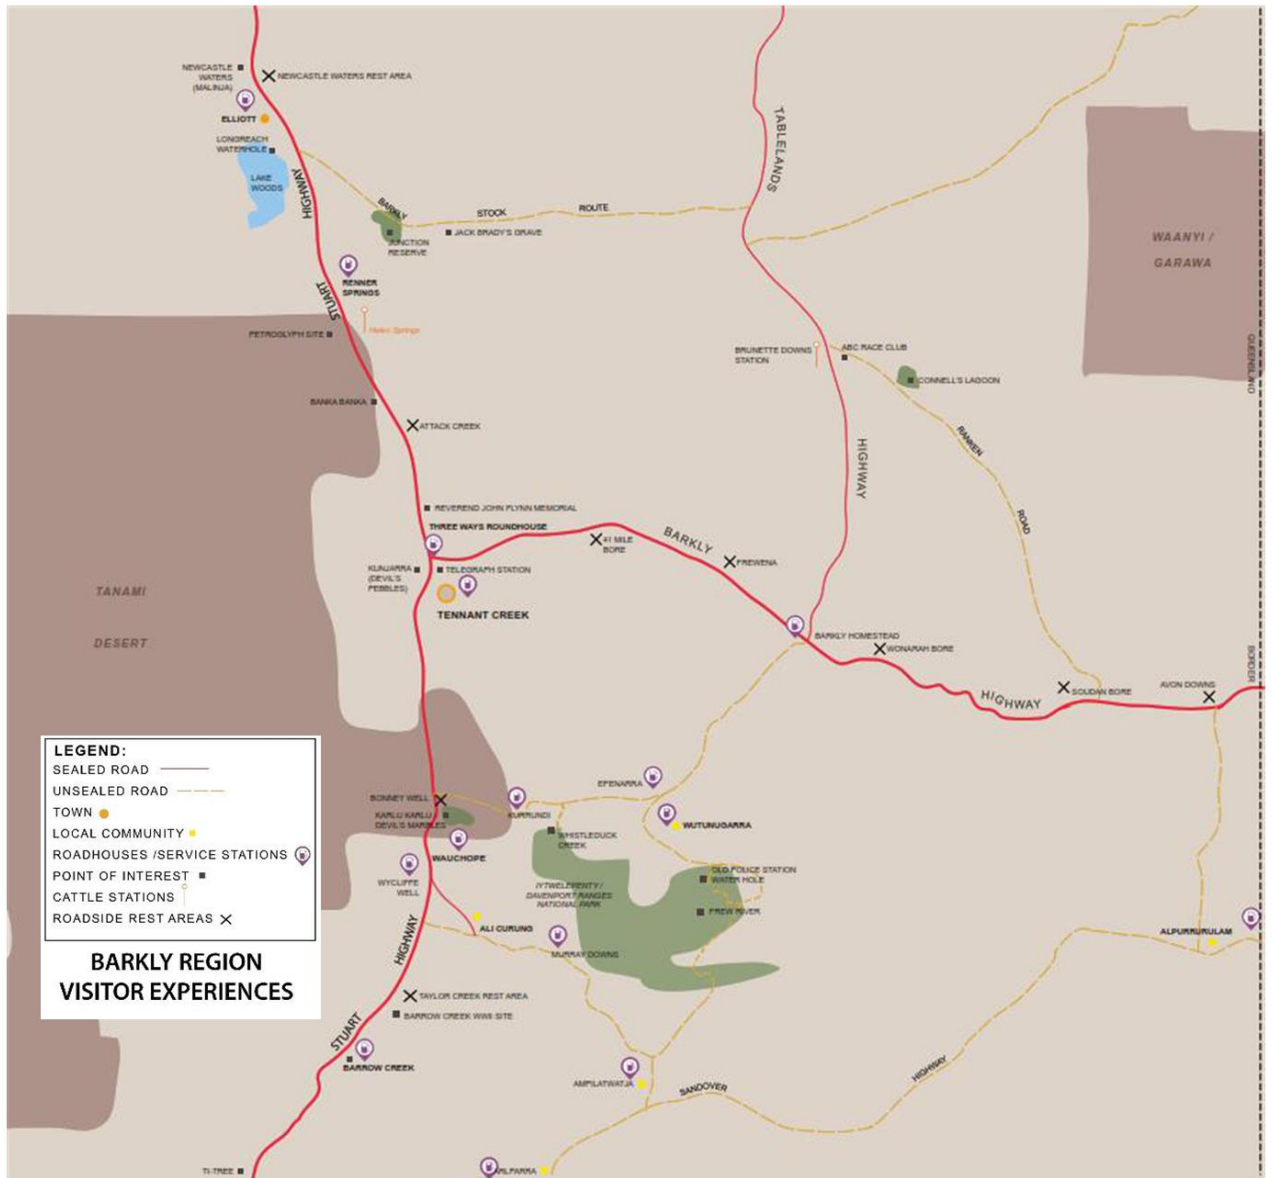 NEWCASTLE
WATERS
(MALINJA)
NEWCASTLE WATERS REST AREA
ELLIOTT
LONGREACH
WATERHOLE
LAKE
WOODS
HIGHWAY
TABLELANDS
BARKLY
STOCK
ROUTE
JUNCTION
RESERVE
JACK BRADY'S GRAVE
WAANYI /
GARAWA
RENNER
SPRINGS
STUART
Helen Springs
PETROGLYPH SITE
BRUNETTE DOWNS
STATION
ABC RACE CLUB
CONNELL'S LAGOON
QUEENSLAND
BANKA BANKA
ATTACK CREEK
RANKEN
HIGHWAY
ROAD
REVEREND JOHN FLYNN MEMORIAL
THREE WAYS ROUNDHOUSE
41 MILE
BORE
BARKLY
FREWENA
KUNJARRA
(DEVIL'S
PEBBLES)
TELEGRAPH STATION
TENNANT CREEK
TANAMI
DESERT
BARKLY HOMESTEAD
WONARAH BORE
BORDER
HIGHWAY
SOUDAN BORE
AVON DOWNS
LEGEND:
SEALED ROAD
UNSEALED ROAD
TOWN
LOCAL COMMUNITY
ROADHOUSES /SERVICE STATIONS
POINT OF INTEREST
CATTLE STATIONS
ROADSIDE REST AREAS
BARKLY REGION
VISITOR EXPERIENCES
EPENARRA
BONNEY WELL
KARLU KARLU
DEVIL'S MARBLES
KURRUNDI
WUTUNUGARRA
WHISTLEDUCK
CREEK
WAUCHOPE
WYCLIFFE
WELL
OLD POLICE STATION
WATER HOLE
IYTWELEPENTY /
DAVENPORT RANGES
NATIONAL PARK
FREW RIVER
ALI CURUNG
HIGHWAY
MURRAY DOWNS
ALPURRURULAM
TAYLOR CREEK REST AREA
BARROW CREEK WWII SITE
STUART
BARROW CREEK
AMPILATWATJA
SANDOVER
HIGHWAY
TI-TREE
ARLPARRA